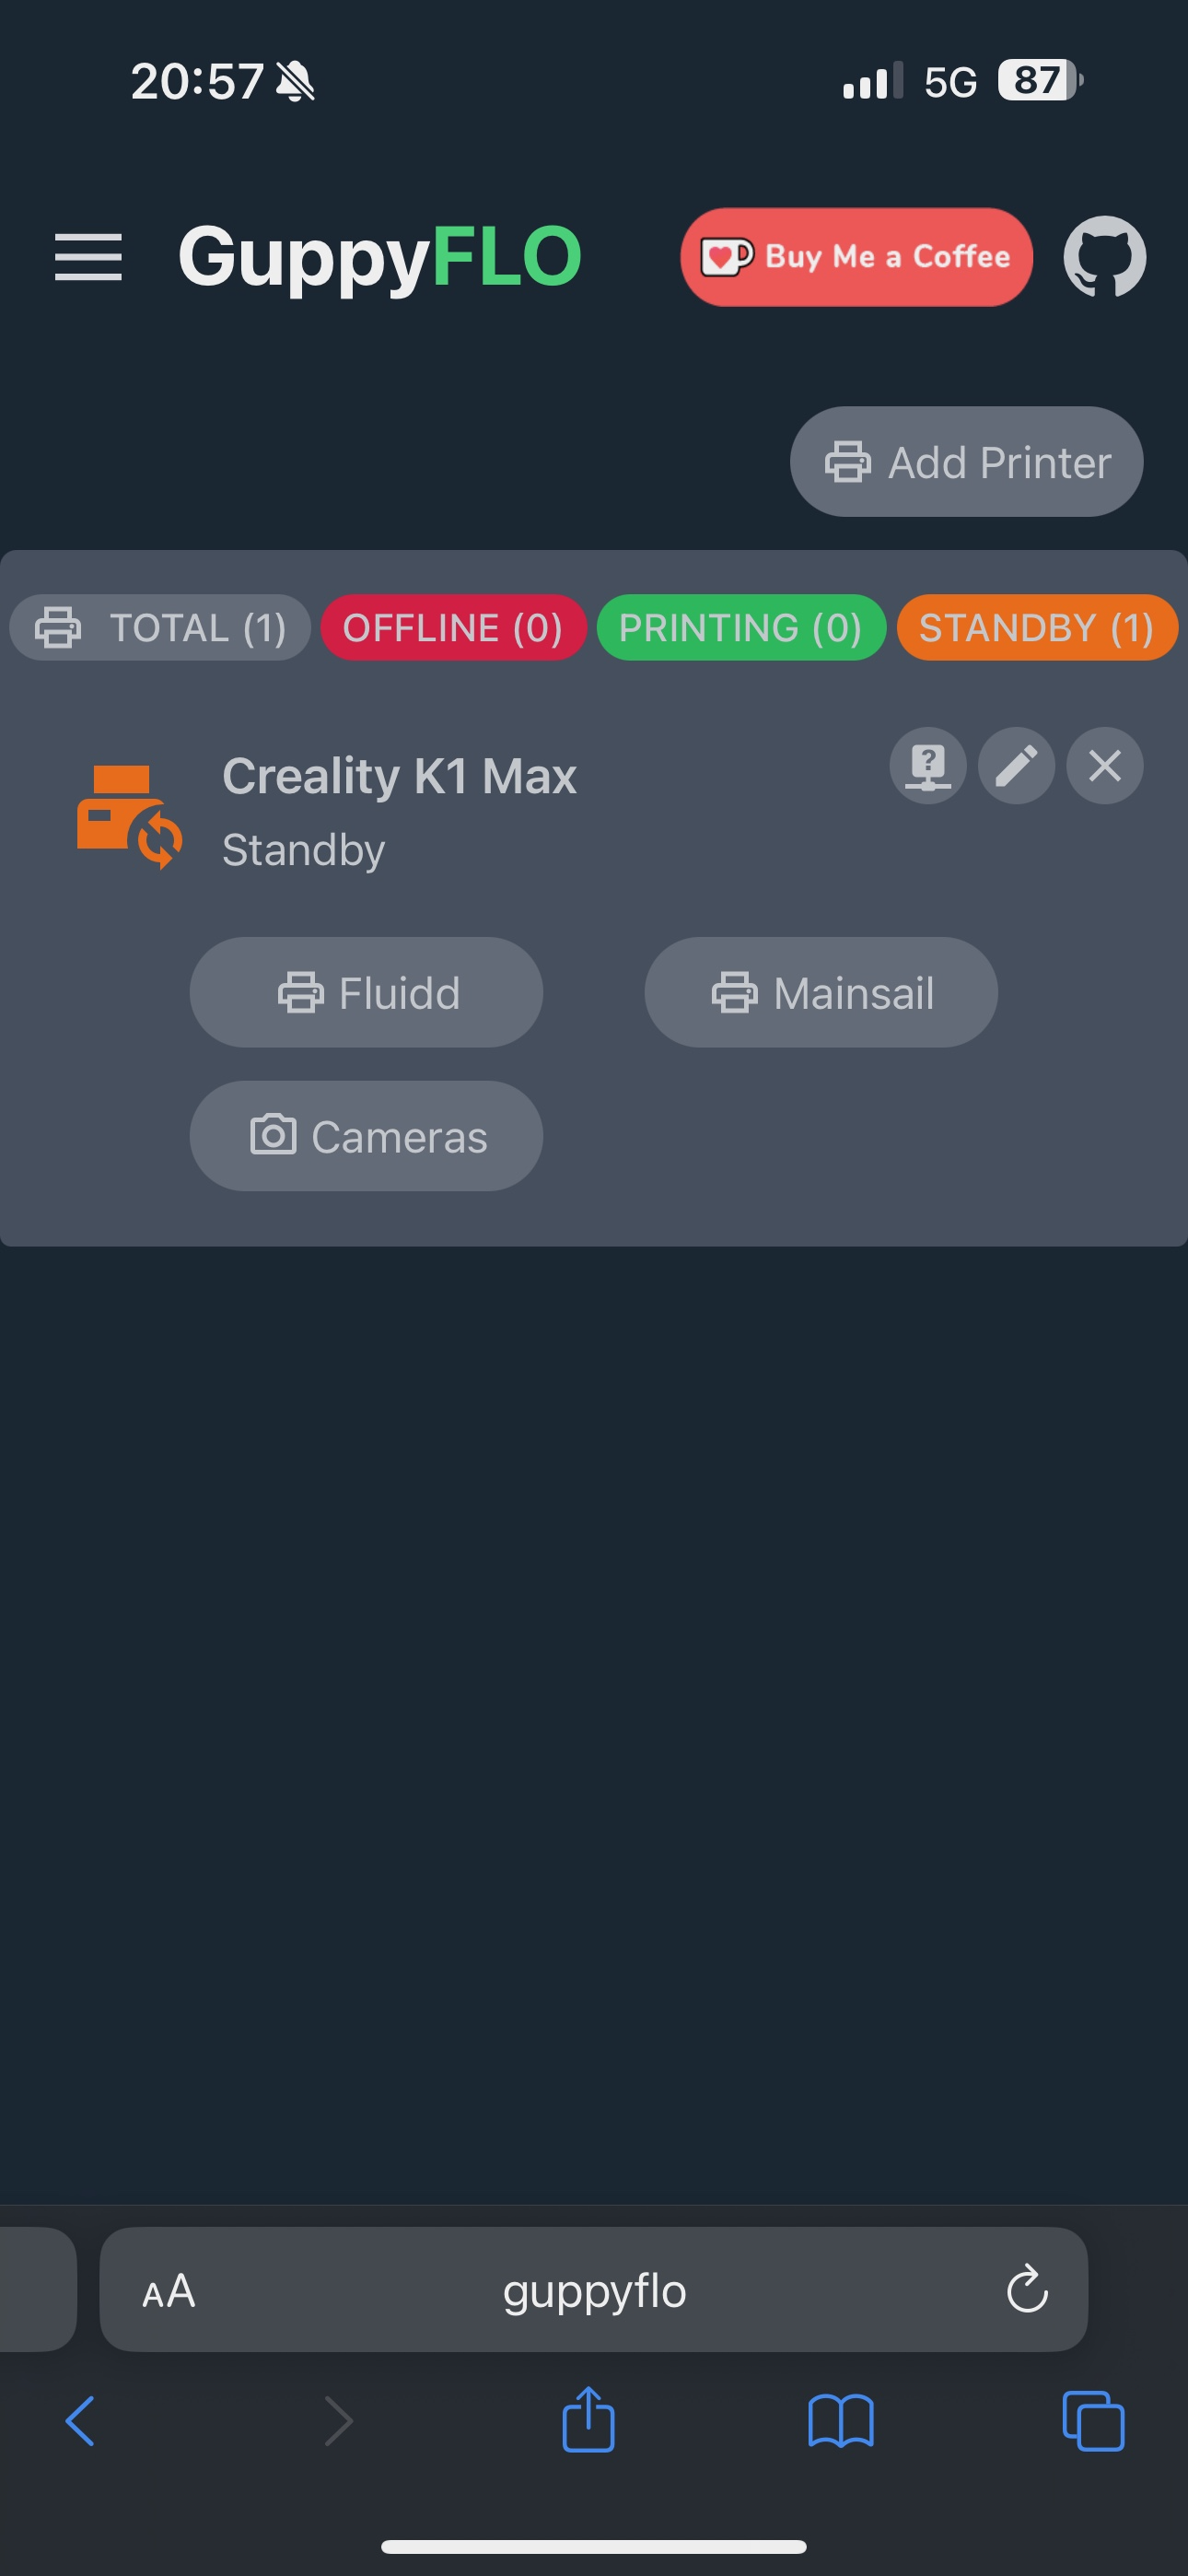 20:57 5G 87
GuppyFLO Buy Me a Coffee
Add Printer
TOTAL (1) OFFLINE (0) PRINTING (0) STANDBY (1)
Creality K1 Max ?
Standby
Fluidd Mainsail
Cameras
AA guppyflo